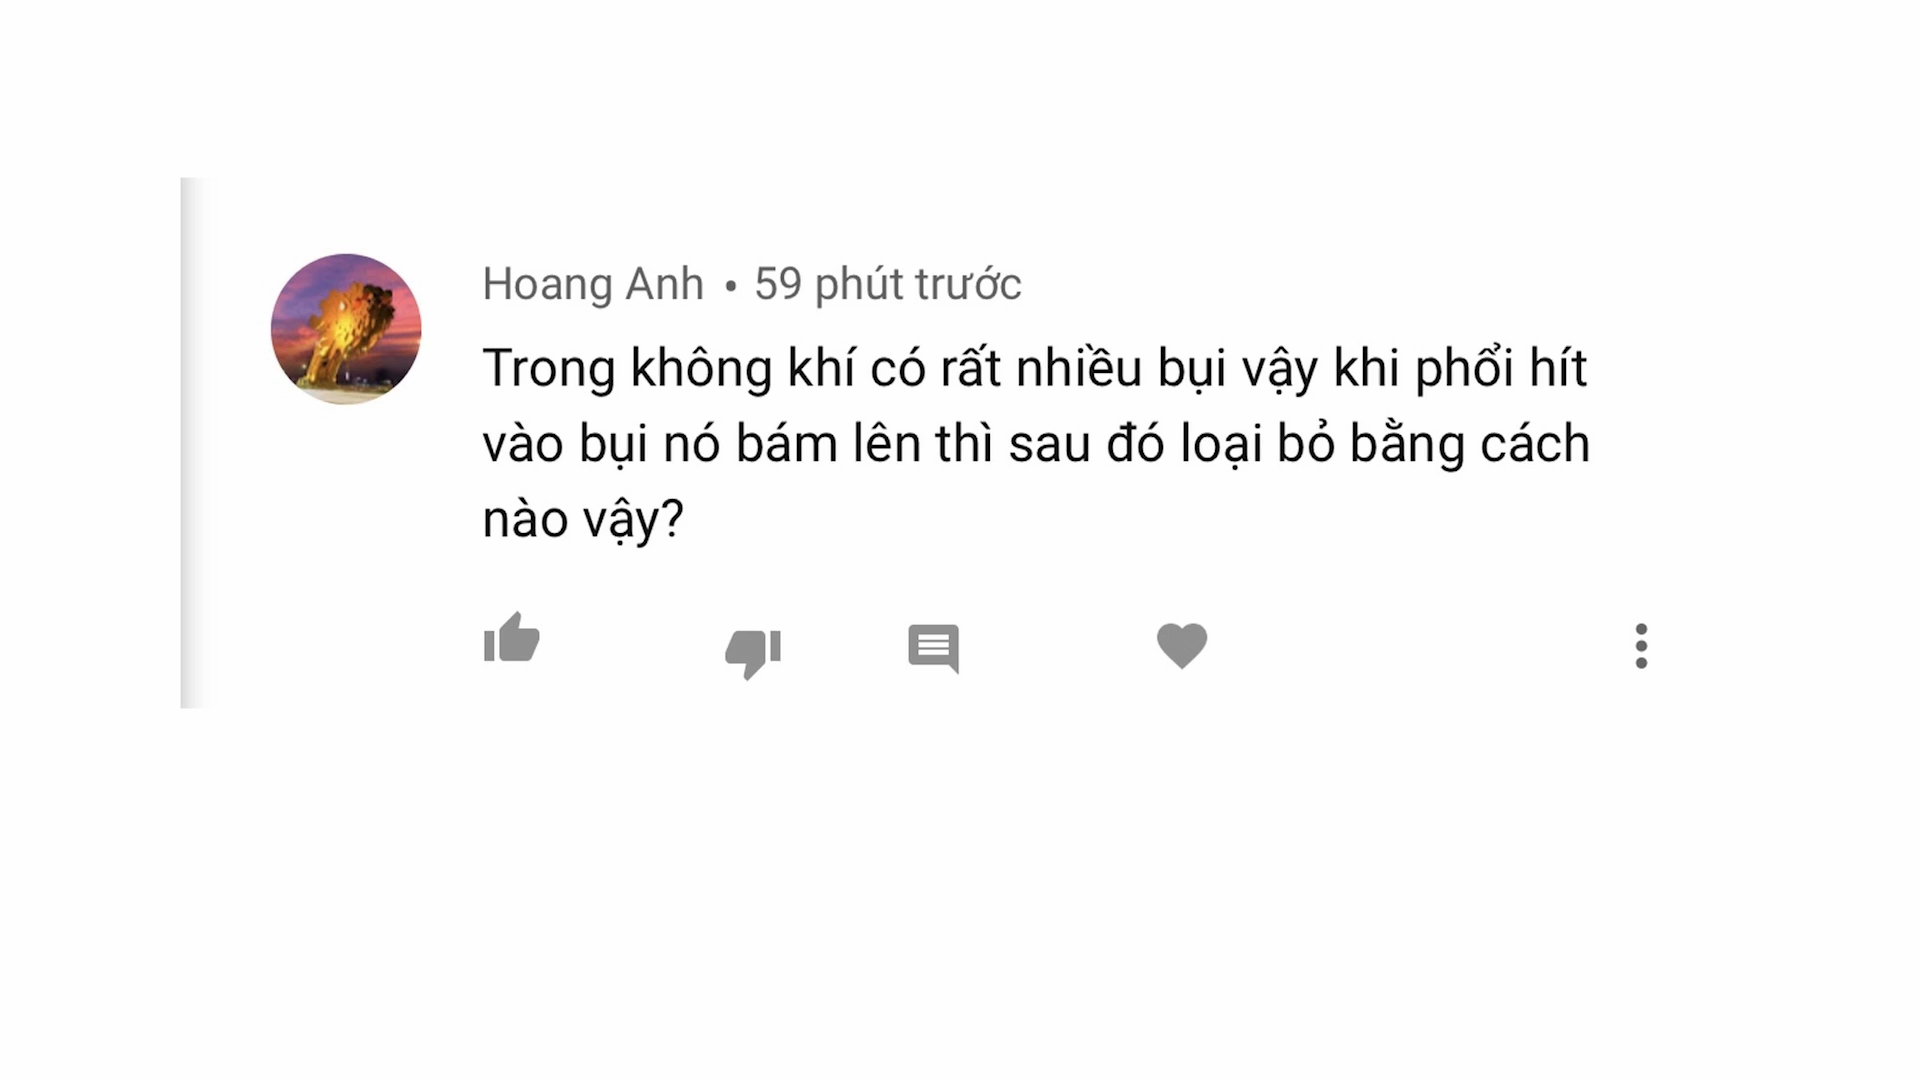 Hoang Anh • 59 phút trước
Trong không khí có rất nhiều bụi vậy khi phổi hít
vào bụi nó bám lên thì sau đó loại bỏ bằng cách
nào vậy?